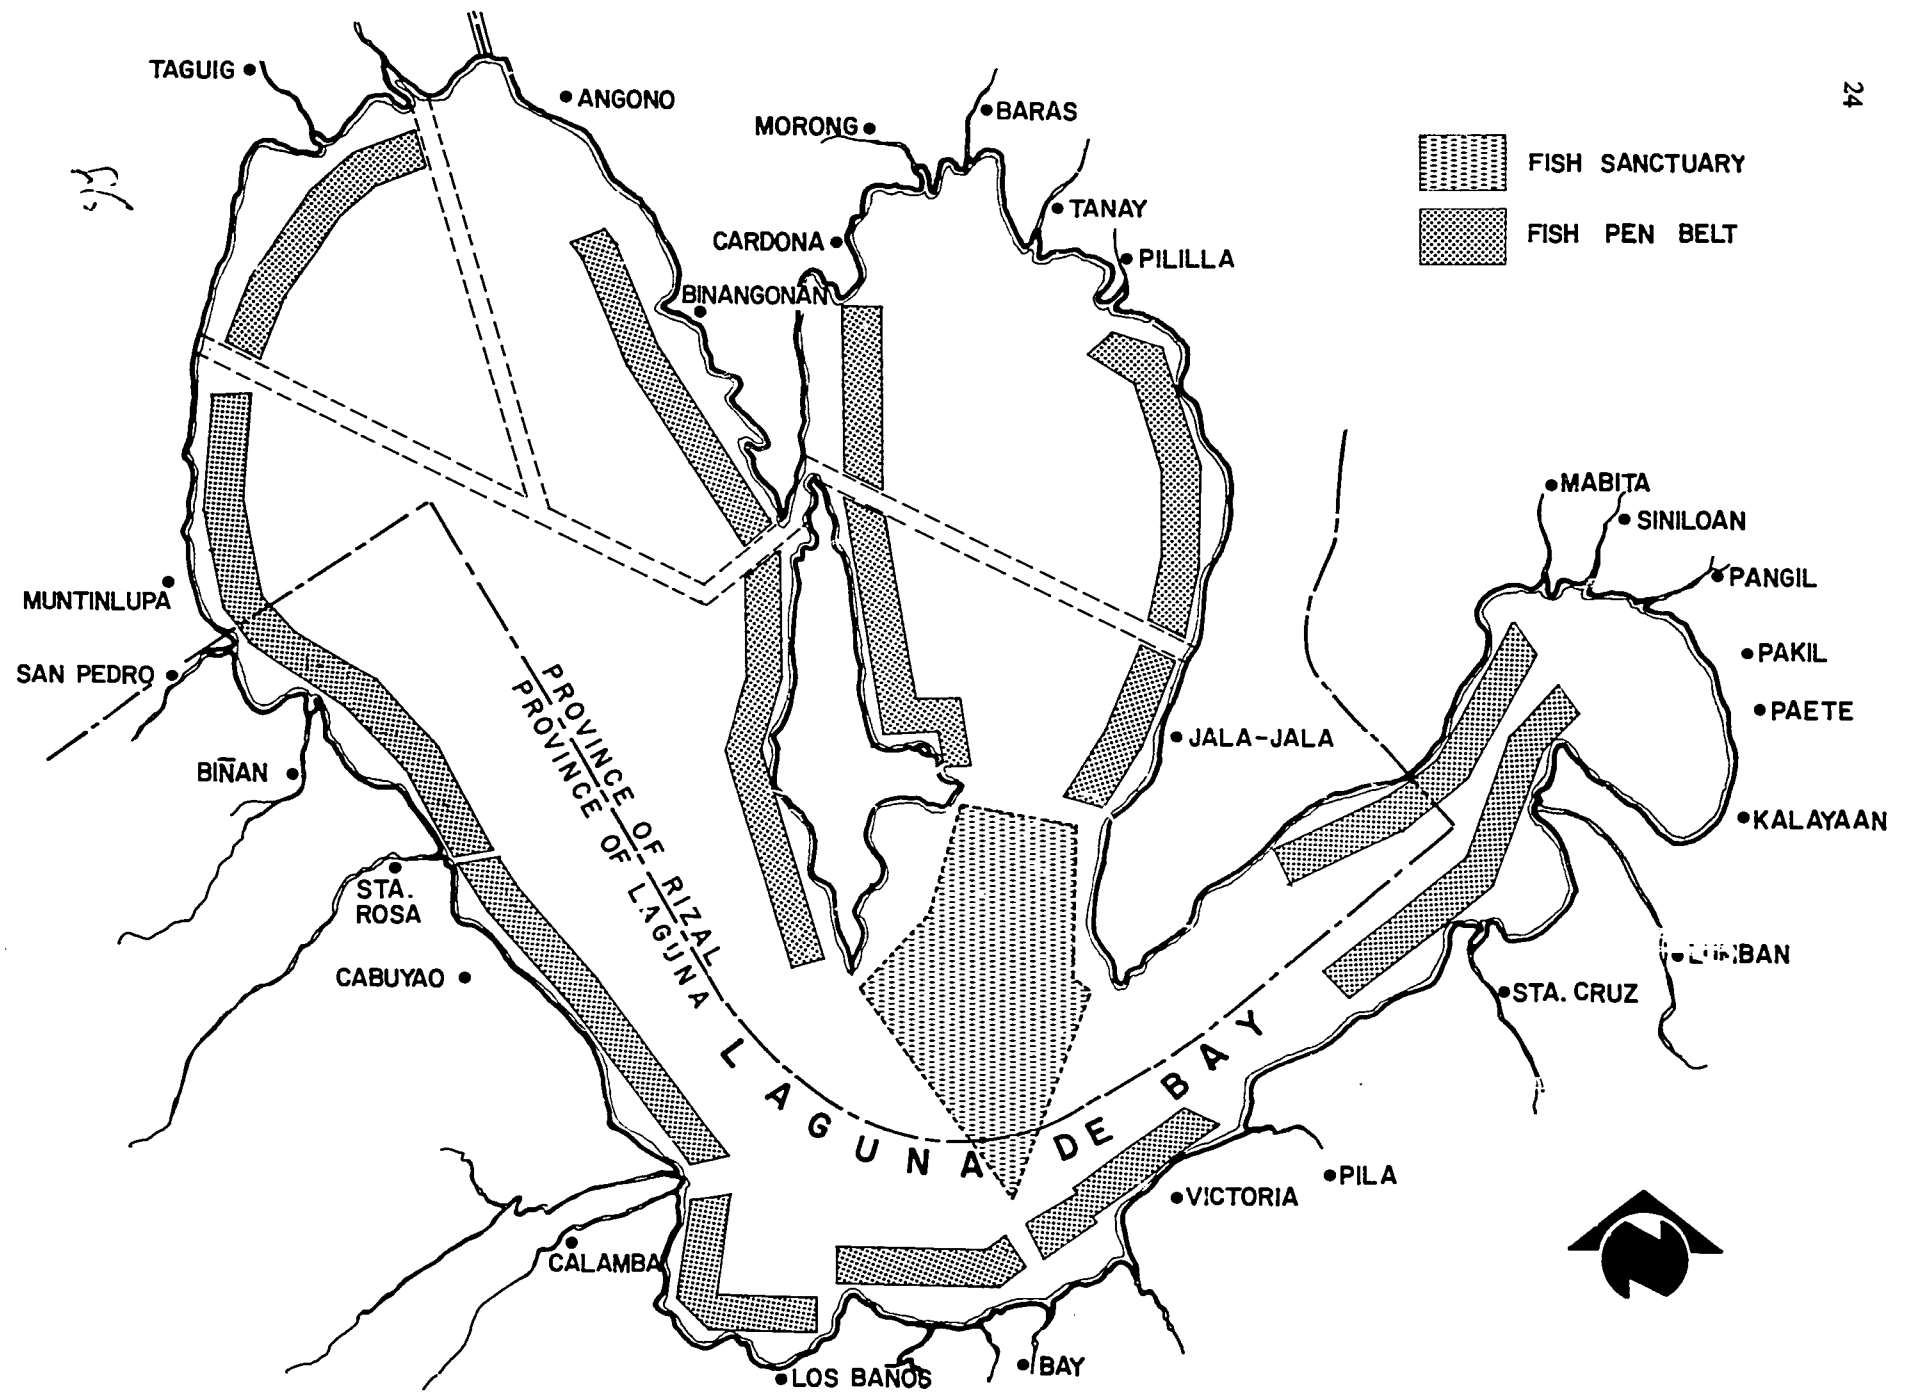 24
TAGUIG
ANGONO
MORONG
BARAS
FISH SANCTUARY
TANAY
FISH PEN BELT
CARDONA
PILILLA
BINANGONAN
MABITA
SINILOAN
PANGIL
MUNTINLUPA
PAKIL
SAN PEDRO
PAETE
JALA-JALA
BIÑAN
PROVINCE OF RIZAL
PROVINCE OF LAGUNA
KALAYAAN
STA.
ROSA
CABUYAO
STA. CRUZ
LAGUNA DE BAY
PILA
VICTORIA
CALAMBA
N
BAY
LOS BAÑOS